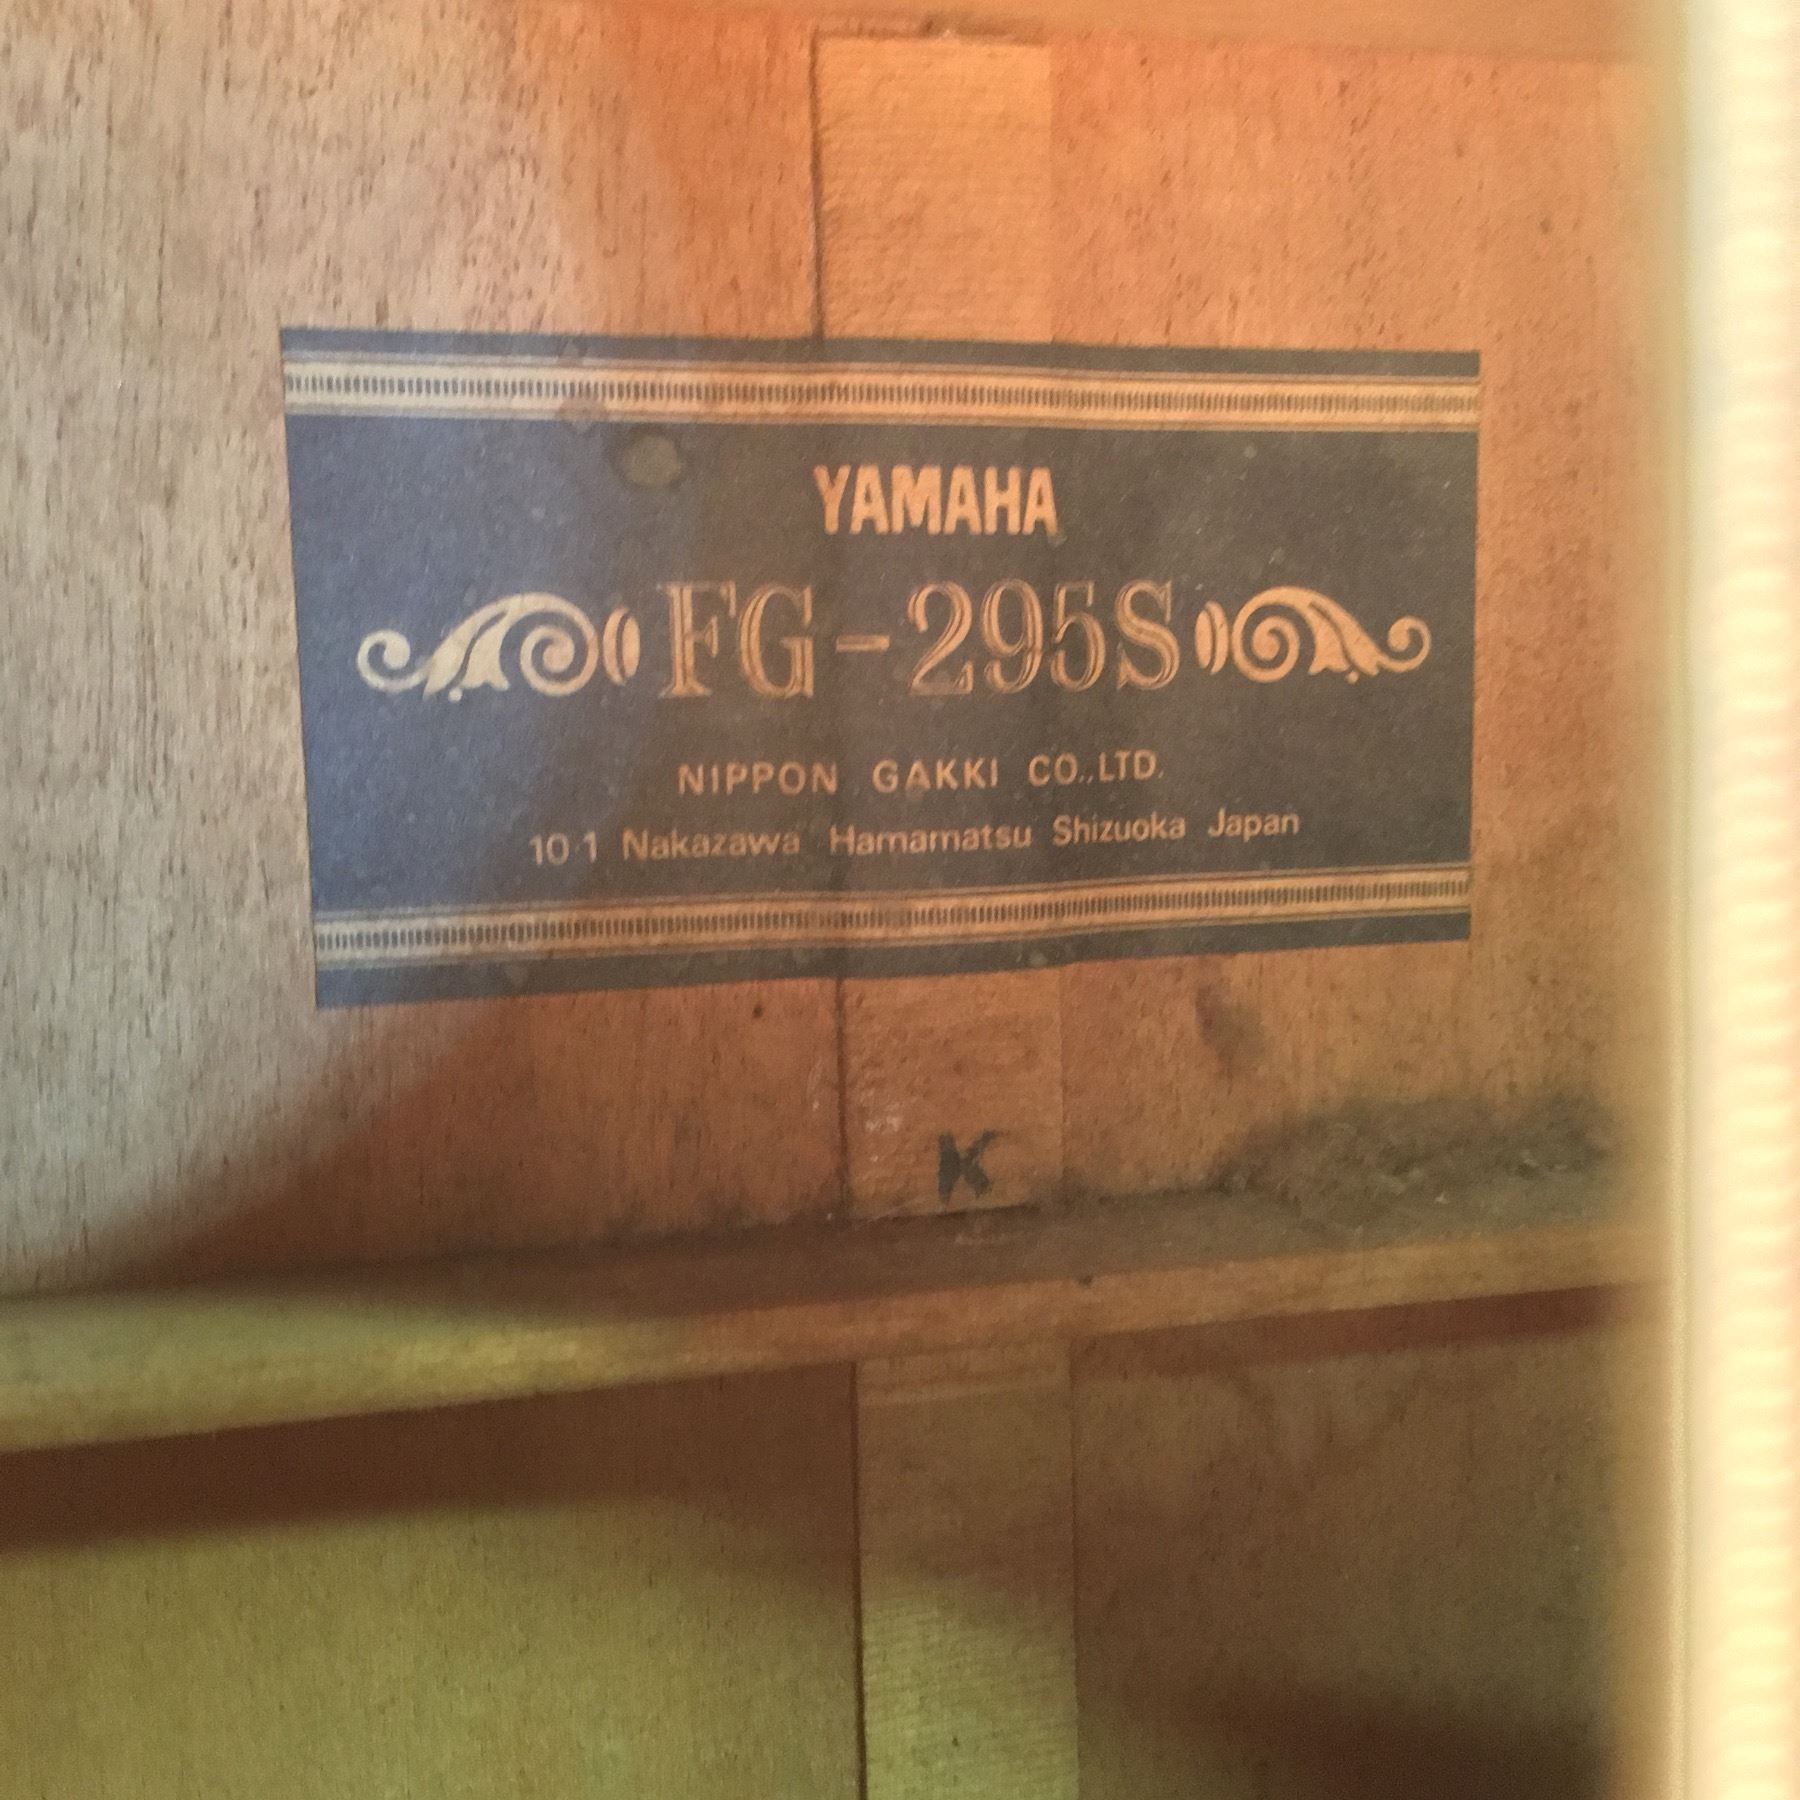 YAMAHA
FG-295S
NIPPON GAKKI CO.,LTD.
10-1 Nakazawa Hamamatsu Shizuoka Japan
K